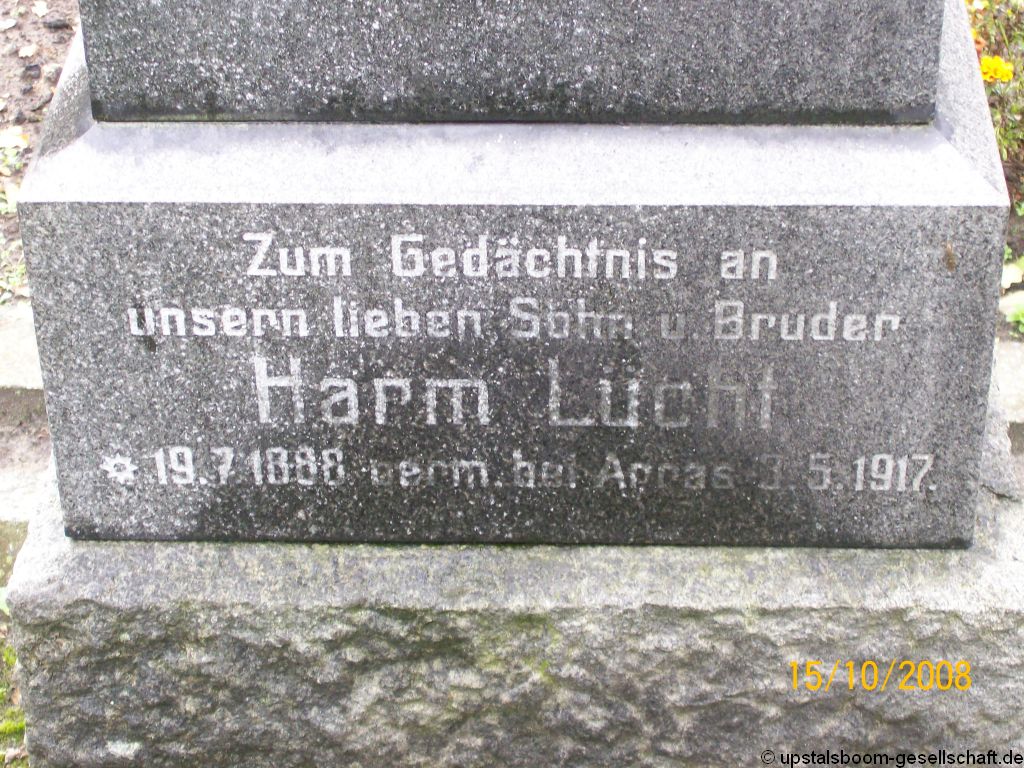 Zum Gedächtnis an
unsern lieben Sohn u. Bruder
Harm Lücht
* 19.7.1888 verm. bei Arras 3.5.1917.
15/10/2008
© upstalsboom-gesellschaft.de